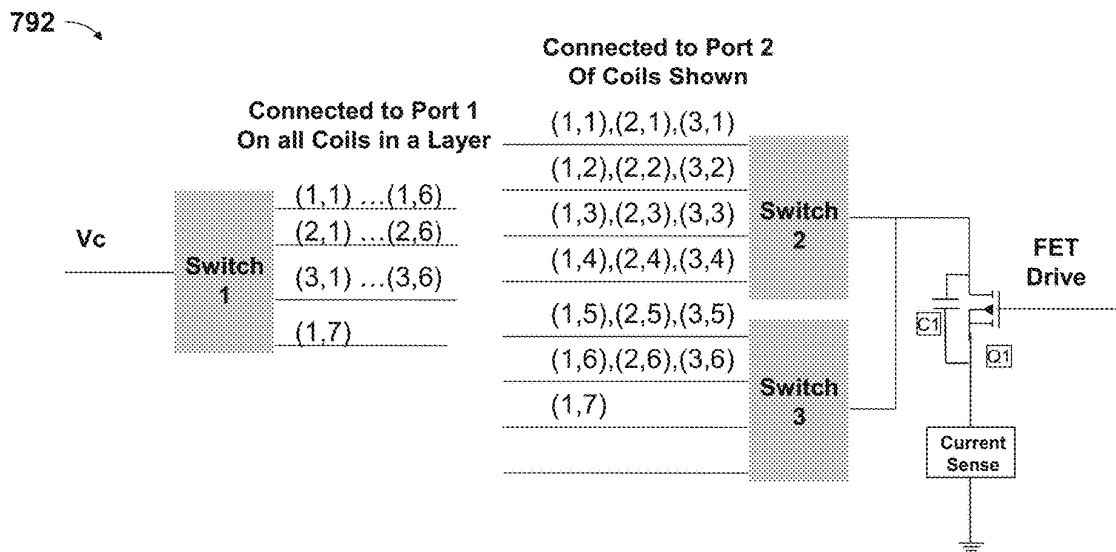 792
Connected to Port 2
Of Coils Shown
Connected to Port 1
On all Coils in a Layer
(1,1),(2,1),(3,1)
(1,2),(2,2),(3,2)
(1,3),(2,3),(3,3)
(1,4),(2,4),(3,4)
(1,5),(2,5),(3,5)
(1,6),(2,6),(3,6)
(1,7)
(1,1) ...(1,6)
(2,1) ...(2,6)
(3,1) ...(3,6)
(1,7)
Vc
Switch
1
Switch
2
Switch
3
FET
Drive
C1
Q1
Current
Sense